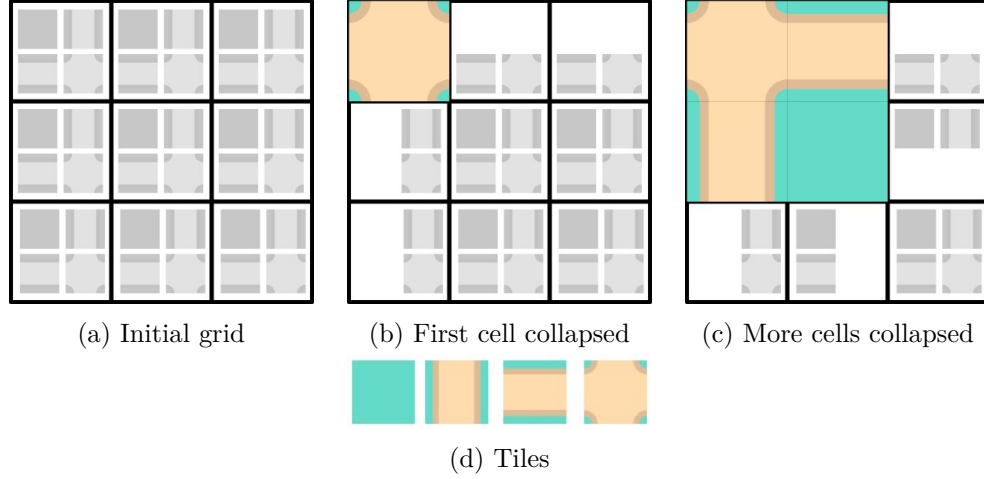 (a) Initial grid
(b) First cell collapsed
(c) More cells collapsed
(d) Tiles